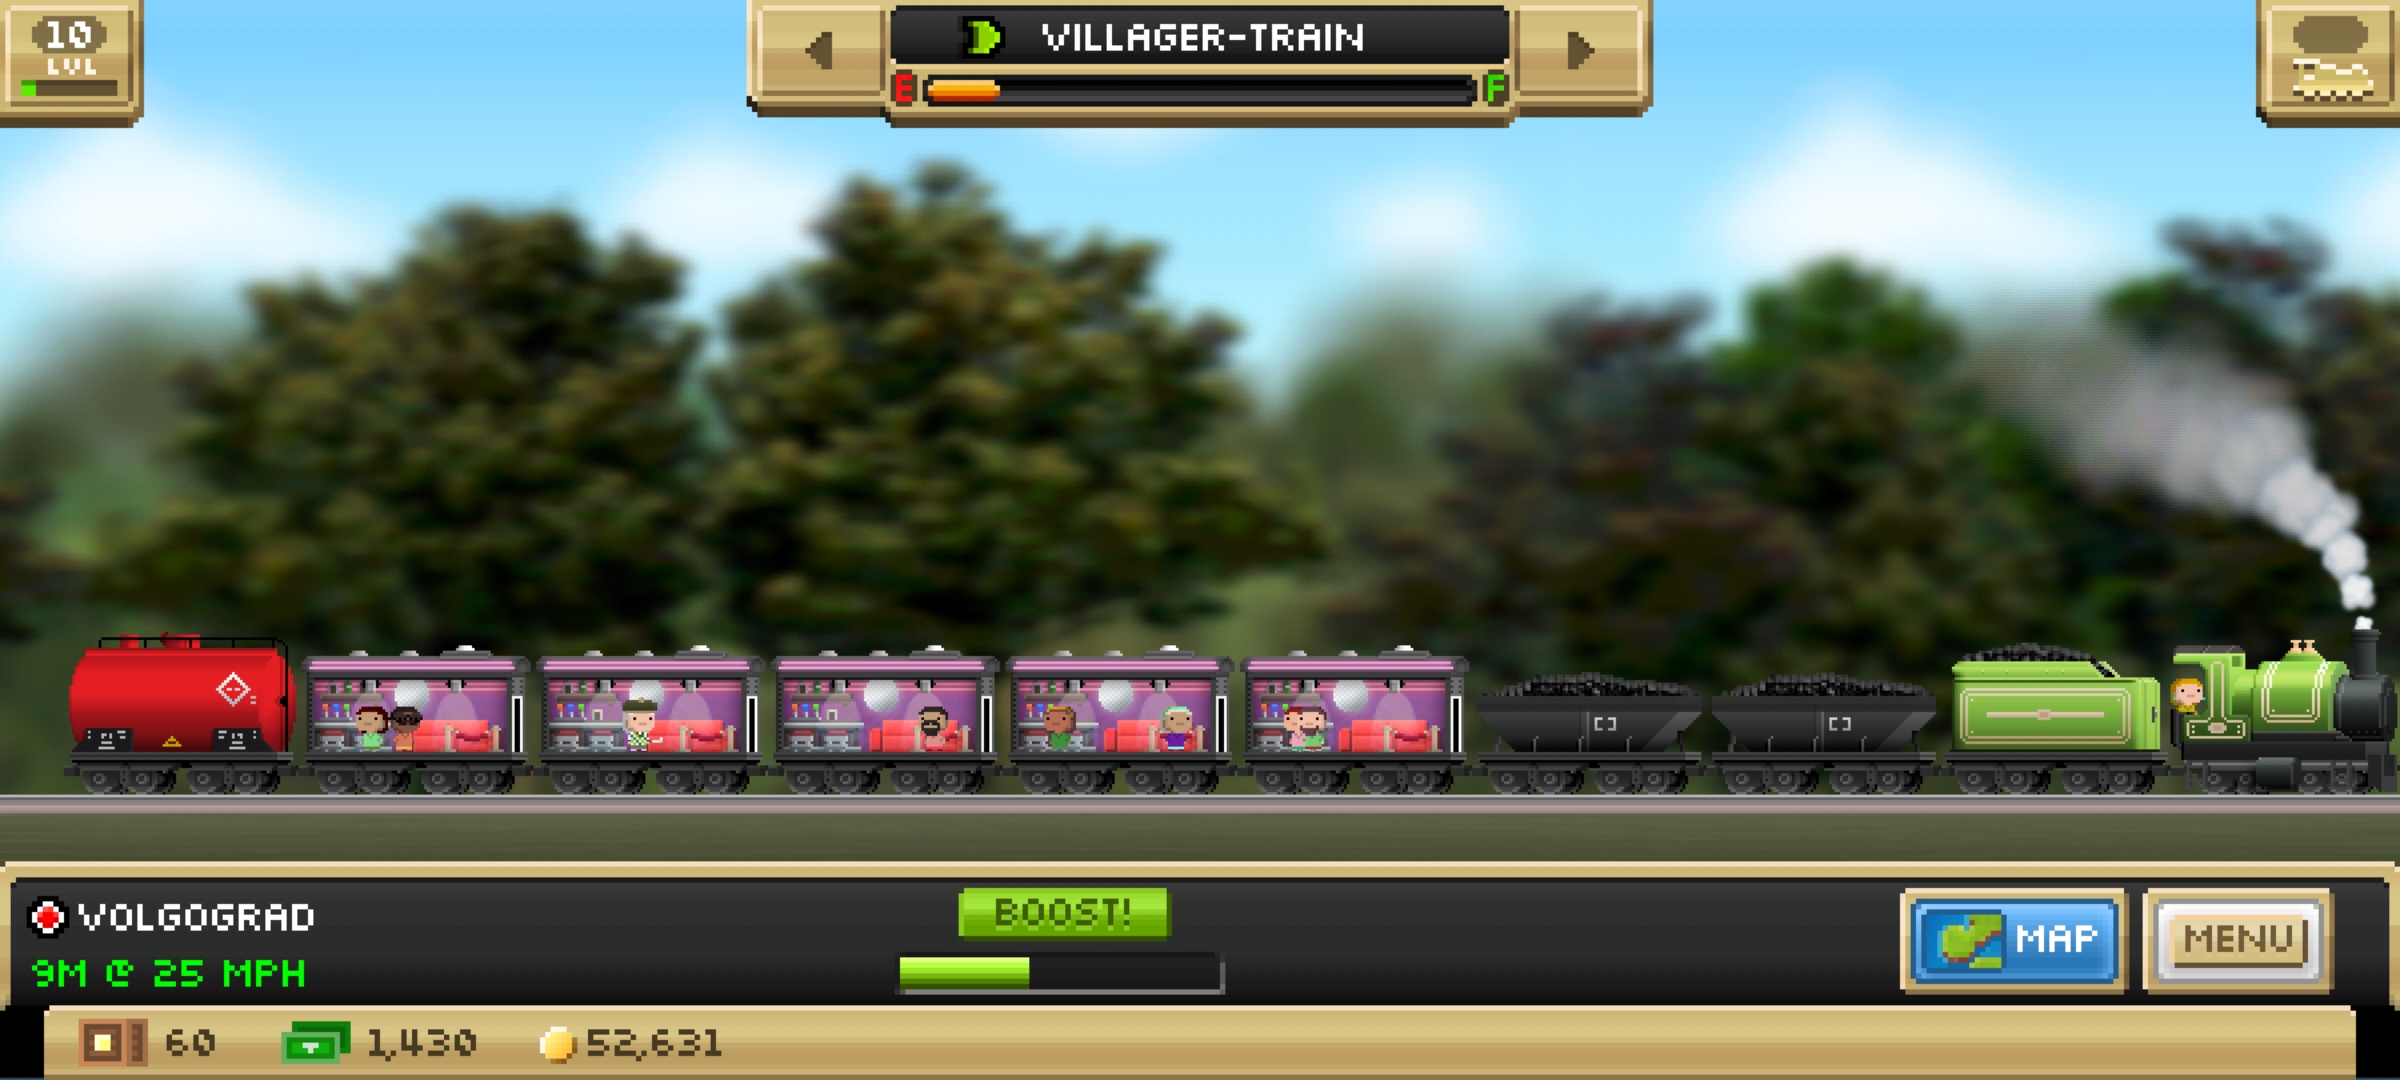 10
LVL
VILLAGER-TRAIN
E F
VOLGOGRAD
9M @ 25 MPH
BOOST!
MAP
MENU
60 1,430 52,631